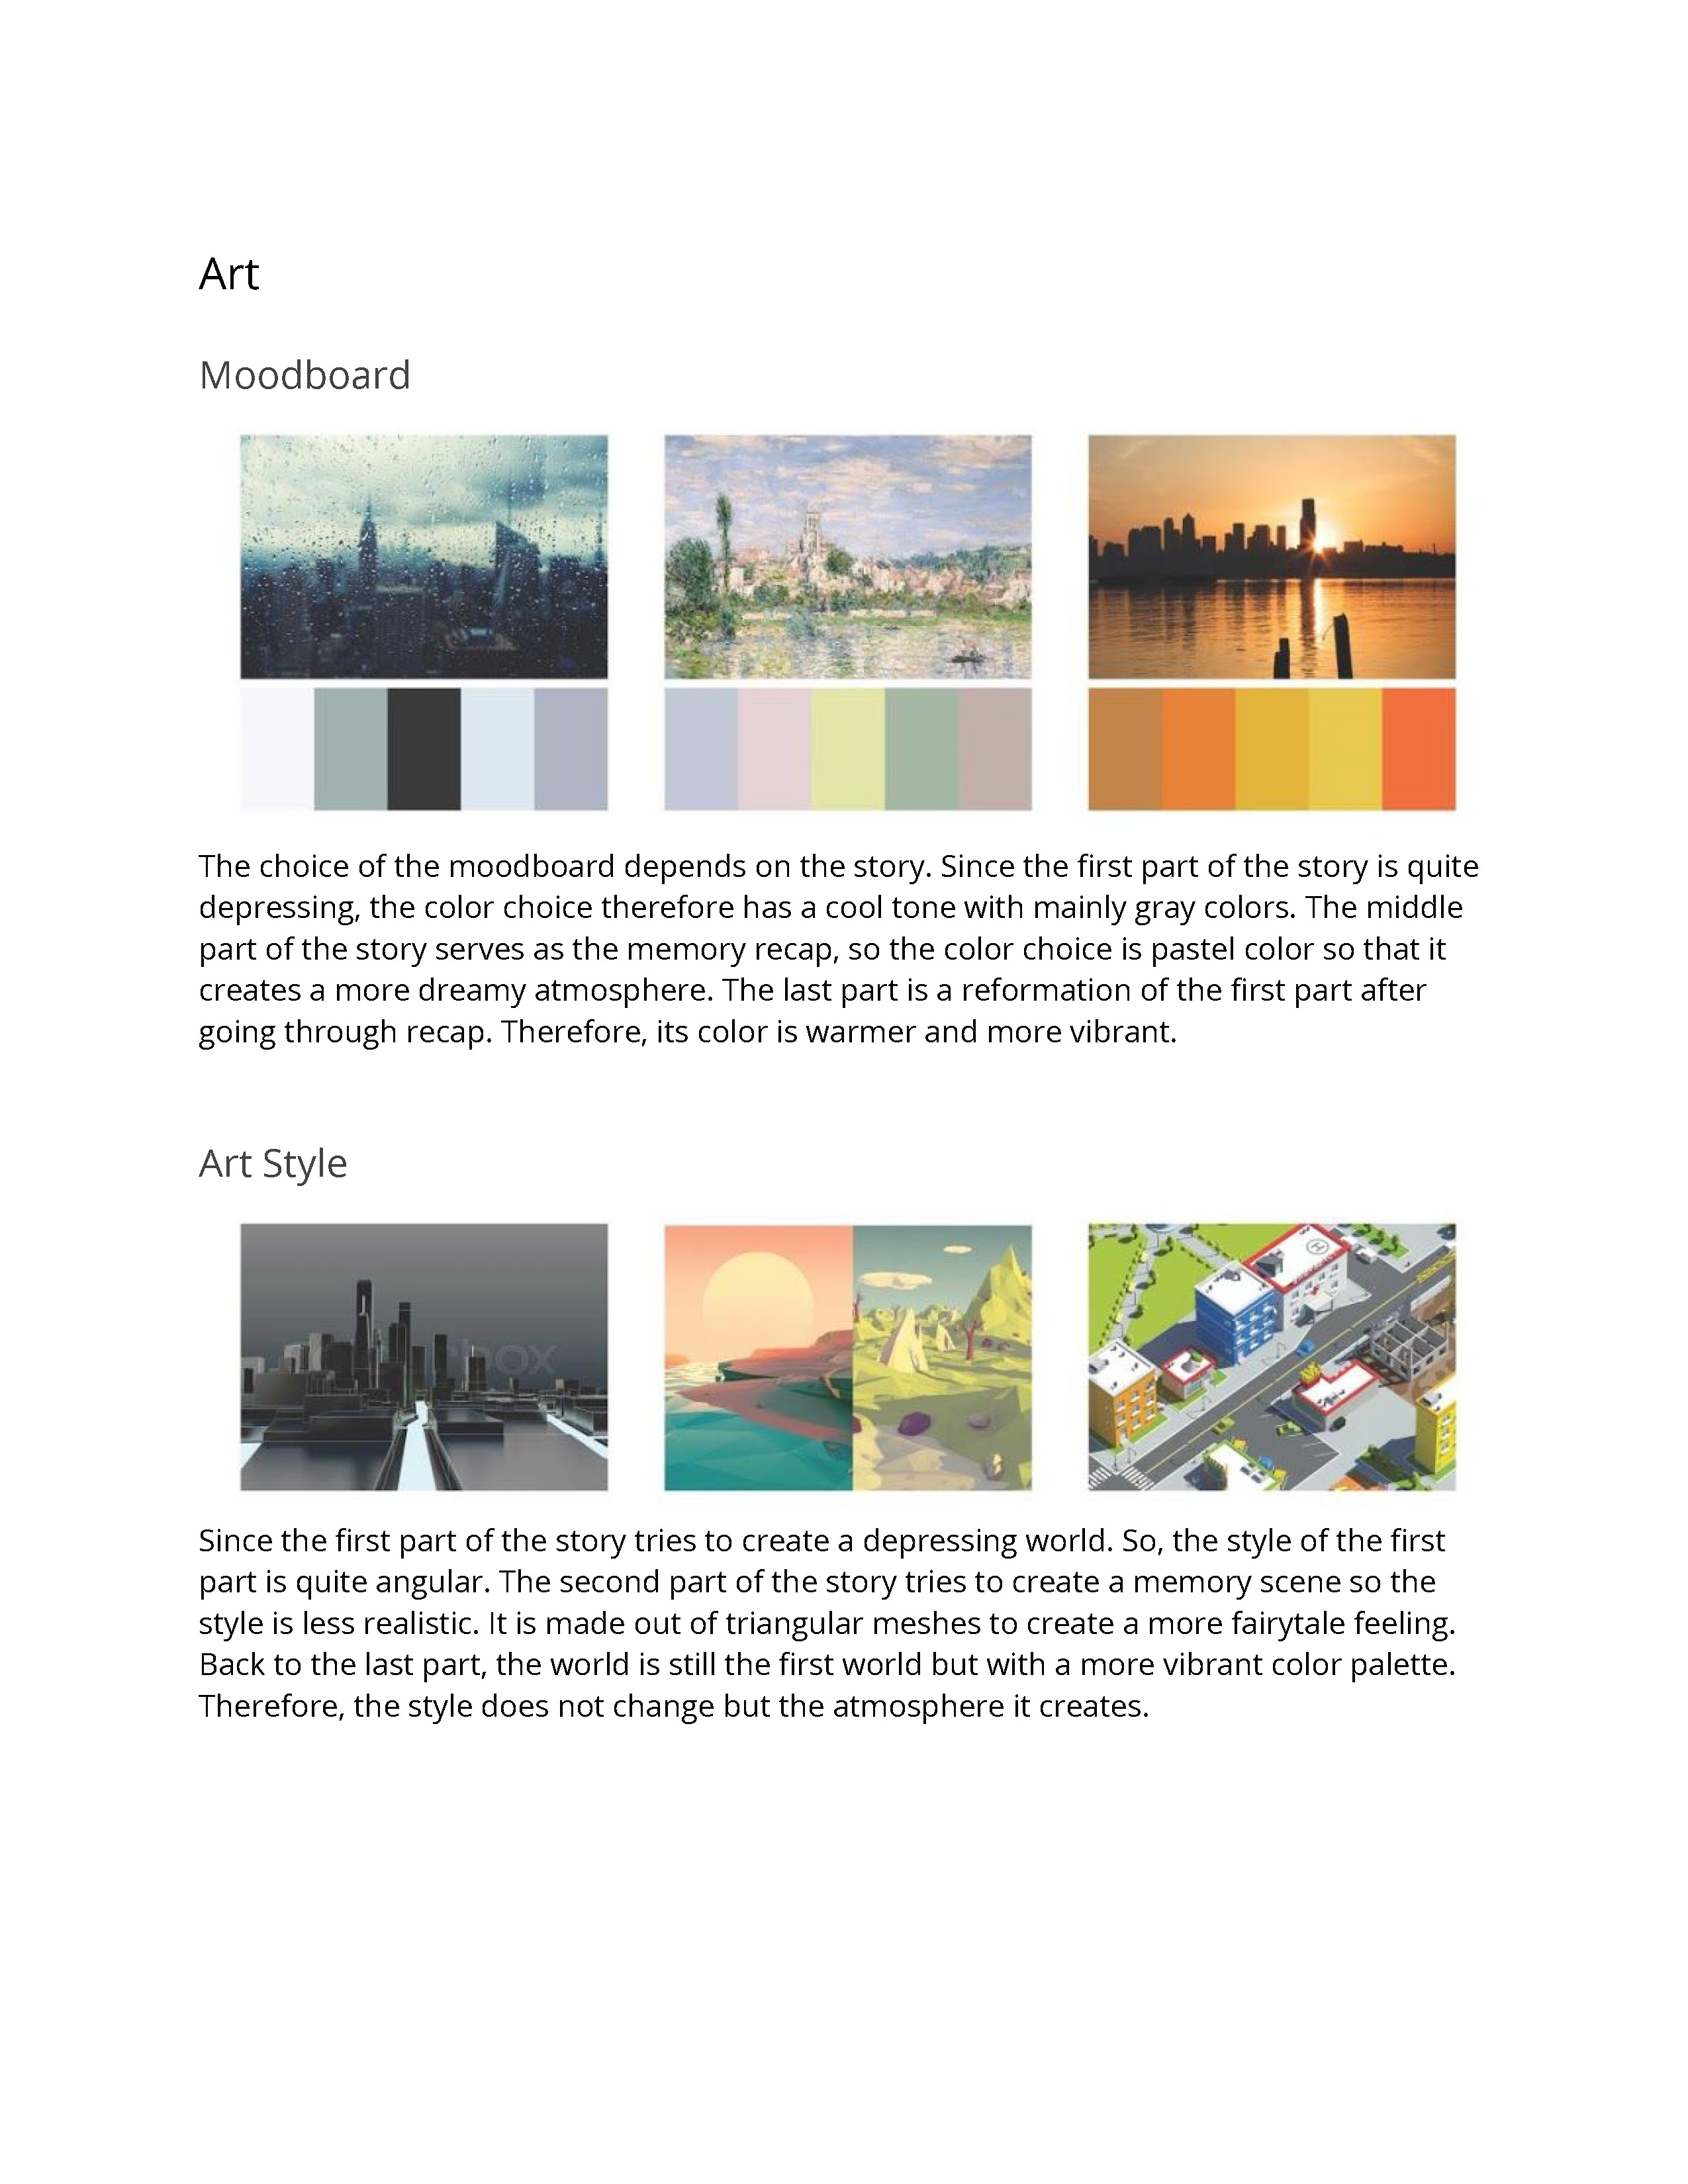 Art
Moodboard
The choice of the moodboard depends on the story. Since the first part of the story is quite
depressing, the color choice therefore has a cool tone with mainly gray colors. The middle
part of the story serves as the memory recap, so the color choice is pastel color so that it
creates a more dreamy atmosphere. The last part is a reformation of the first part after
going through recap. Therefore, its color is warmer and more vibrant.
Art Style
H
Since the first part of the story tries to create a depressing world. So, the style of the first
part is quite angular. The second part of the story tries to create a memory scene so the
style is less realistic. It is made out of triangular meshes to create a more fairytale feeling.
Back to the last part, the world is still the first world but with a more vibrant color palette.
Therefore, the style does not change but the atmosphere it creates.